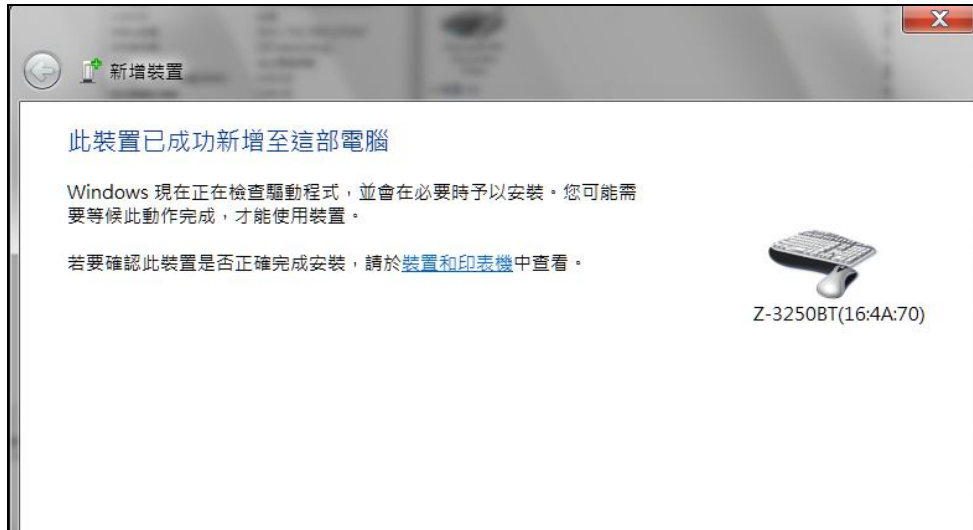 新增裝置
此裝置已成功新增至這部電腦
Windows 現在正在檢查驅動程式，並會在必要時予以安裝。您可能需
要等候此動作完成，才能使用裝置。
若要確認此裝置是否正確完成安裝，請於裝置和印表機中查看。
Z-3250BT(16:4A:70)